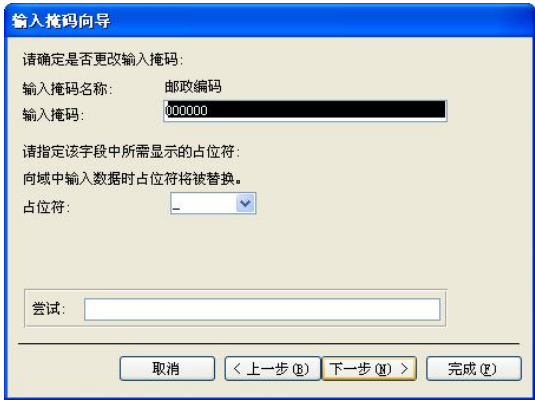 输入掩码向导
请确定是否更改输入掩码:
输入掩码名称: 邮政编码
输入掩码: 000000
请指定该字段中所需显示的占位符:
向域中输入数据时占位符将被替换。
占位符: _
尝试:
取消 < 上一步(B) 下一步(N) > 完成(F)